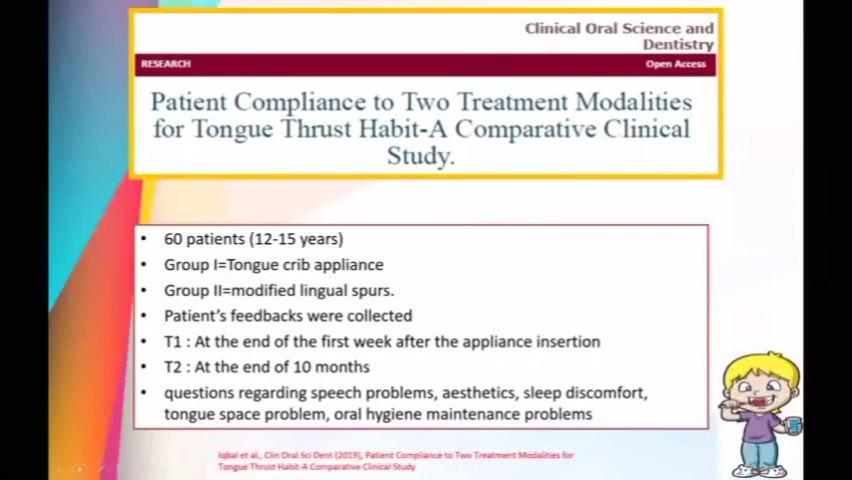 Clinical Oral Science and
Dentistry
RESEARCH
Open Access
Patient Compliance to Two Treatment Modalities
for Tongue Thrust Habit-A Comparative Clinical
Study.
• 60 patients (12-15 years)
• Group I=Tongue crib appliance
• Group II=modified lingual spurs.
• Patient's feedbacks were collected
• T1 : At the end of the first week after the appliance insertion
• T2 : At the end of 10 months
• questions regarding speech problems, aesthetics, sleep discomfort,
tongue space problem, oral hygiene maintenance problems
Iqbal et al., Clin Oral Sci Dent (2019), Patient Compliance to Two Treatment Modalities for
Tongue Thrust Habit-A Comparative Clinical Study